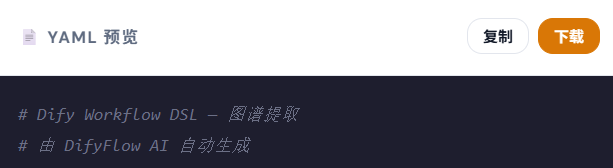 YAML 预览
复制
下载
# Dify Workflow DSL — 图谱提取
# 由 DifyFlow AI 自动生成